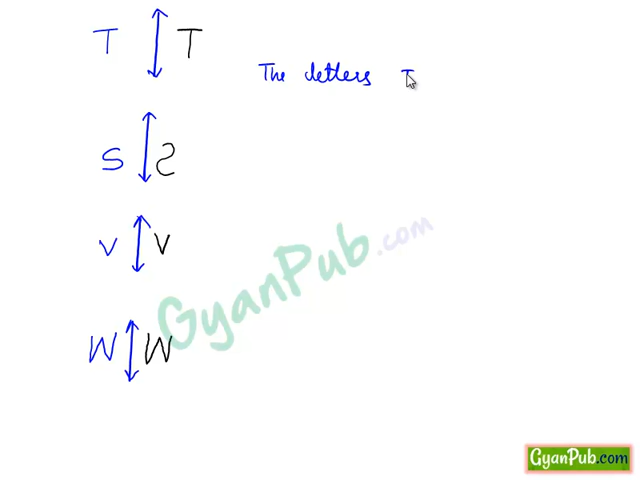 T T
The letters T
S S
v v
W W
GyanPub.com
GyanPub.com